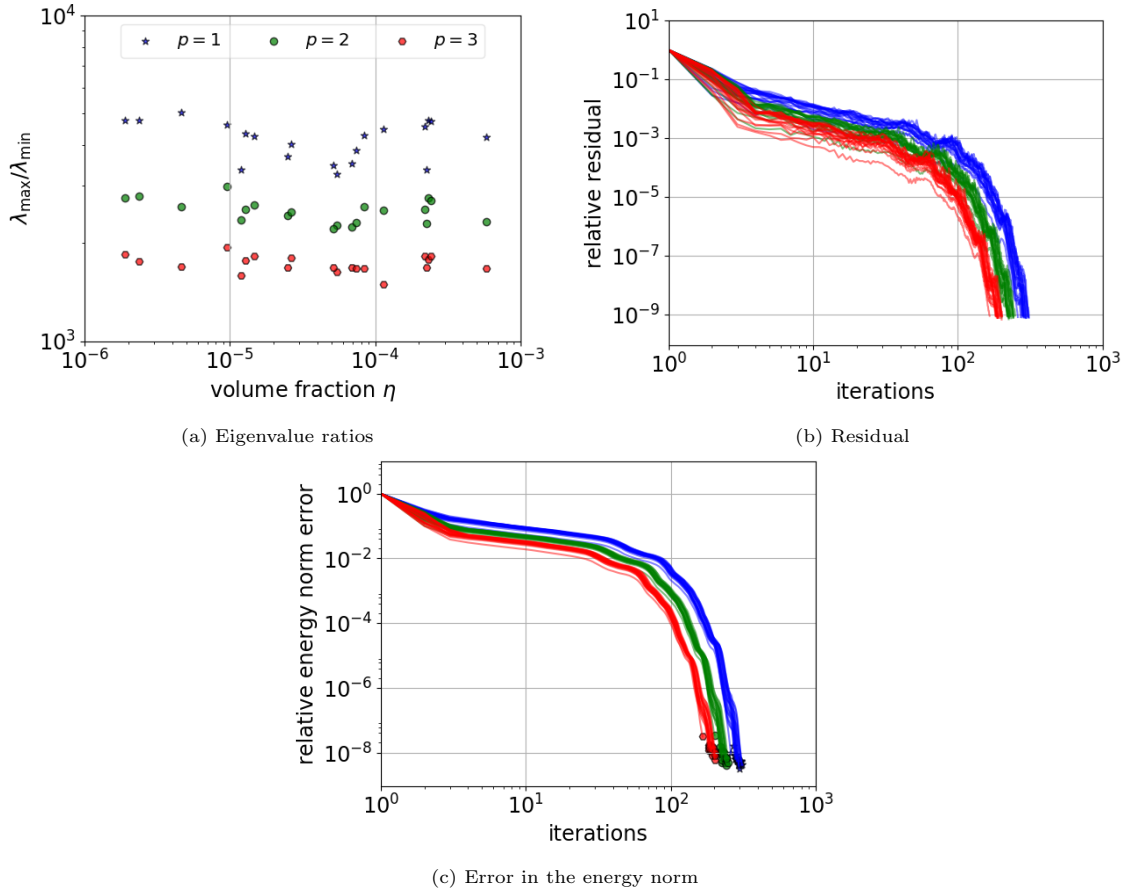 10^4
p = 1 p = 2 p = 3
λ_max/λ_min
10^3
10^-6 10^-5 10^-4 10^-3
volume fraction η
(a) Eigenvalue ratios
10^1
10^-1
10^-3
10^-5
10^-7
10^-9
relative residual
10^0 10^1 10^2 10^3
iterations
(b) Residual
10^0
10^-2
10^-4
10^-6
10^-8
relative energy norm error
10^0 10^1 10^2 10^3
iterations
(c) Error in the energy norm